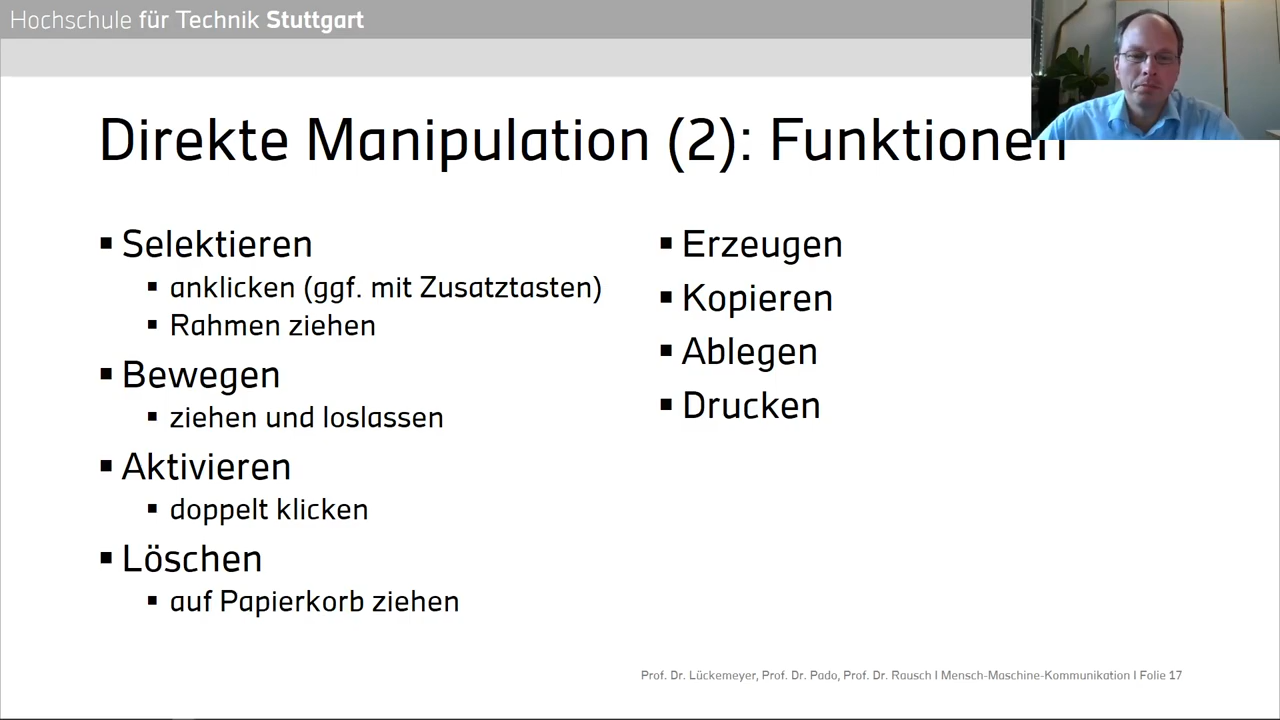 Hochschule für Technik Stuttgart
Direkte Manipulation (2): Funktionen
▪ Selektieren
▪ anklicken (ggf. mit Zusatztasten)
▪ Rahmen ziehen
▪ Bewegen
▪ ziehen und loslassen
▪ Aktivieren
▪ doppelt klicken
▪ Löschen
▪ auf Papierkorb ziehen
▪ Erzeugen
▪ Kopieren
▪ Ablegen
▪ Drucken
Prof. Dr. Lückemeyer, Prof. Dr. Pado, Prof. Dr. Rausch I Mensch-Maschine-Kommunikation I Folie 17